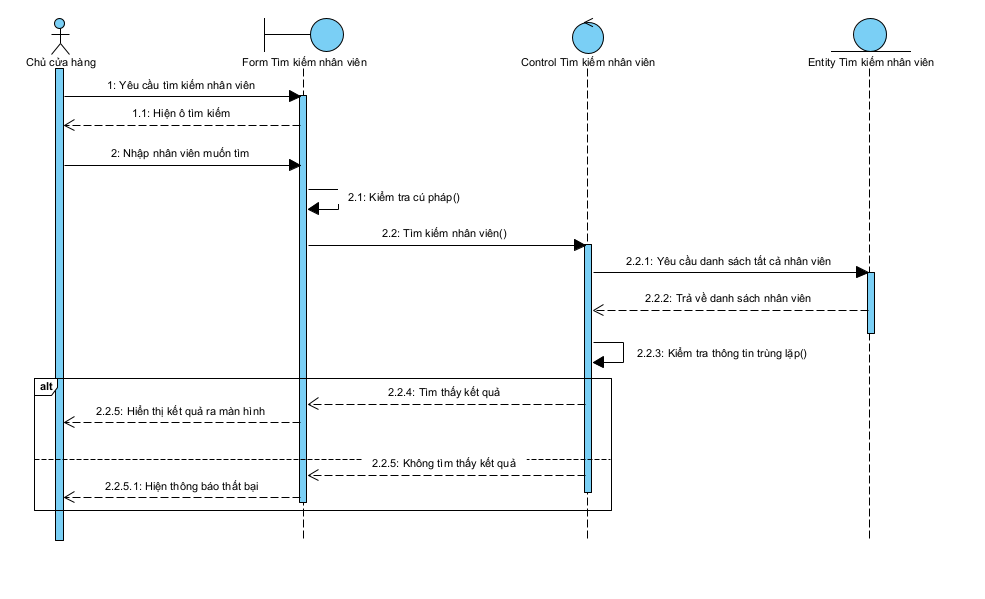 Chủ cửa hàng
Form Tìm kiếm nhân viên
Control Tìm kiếm nhân viên
Entity Tìm kiếm nhân viên
1: Yêu cầu tìm kiếm nhân viên
1.1: Hiện ô tìm kiếm
2: Nhập nhân viên muốn tìm
2.1: Kiểm tra cú pháp()
2.2: Tìm kiếm nhân viên()
2.2.1: Yêu cầu danh sách tất cả nhân viên
2.2.2: Trả về danh sách nhân viên
2.2.3: Kiểm tra thông tin trùng lặp()
alt
2.2.4: Tìm thấy kết quả
2.2.5: Hiển thị kết quả ra màn hình
2.2.5: Không tìm thấy kết quả
2.2.5.1: Hiện thông báo thất bại